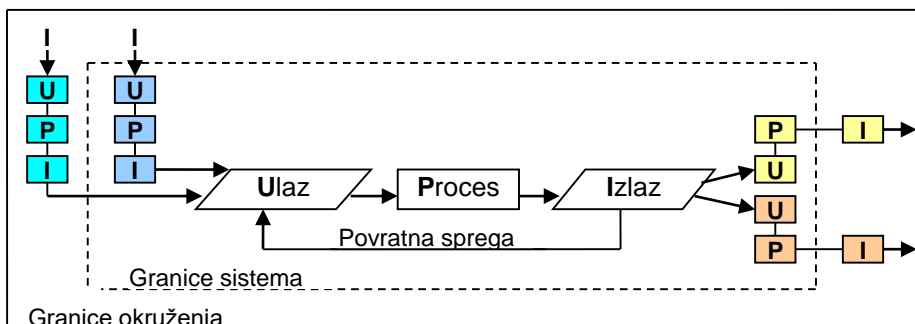 I I
U U
P P P I
I I U
Ulaz Proces Izlaz
U
Povratna sprega P I
Granice sistema
Granice okruženja